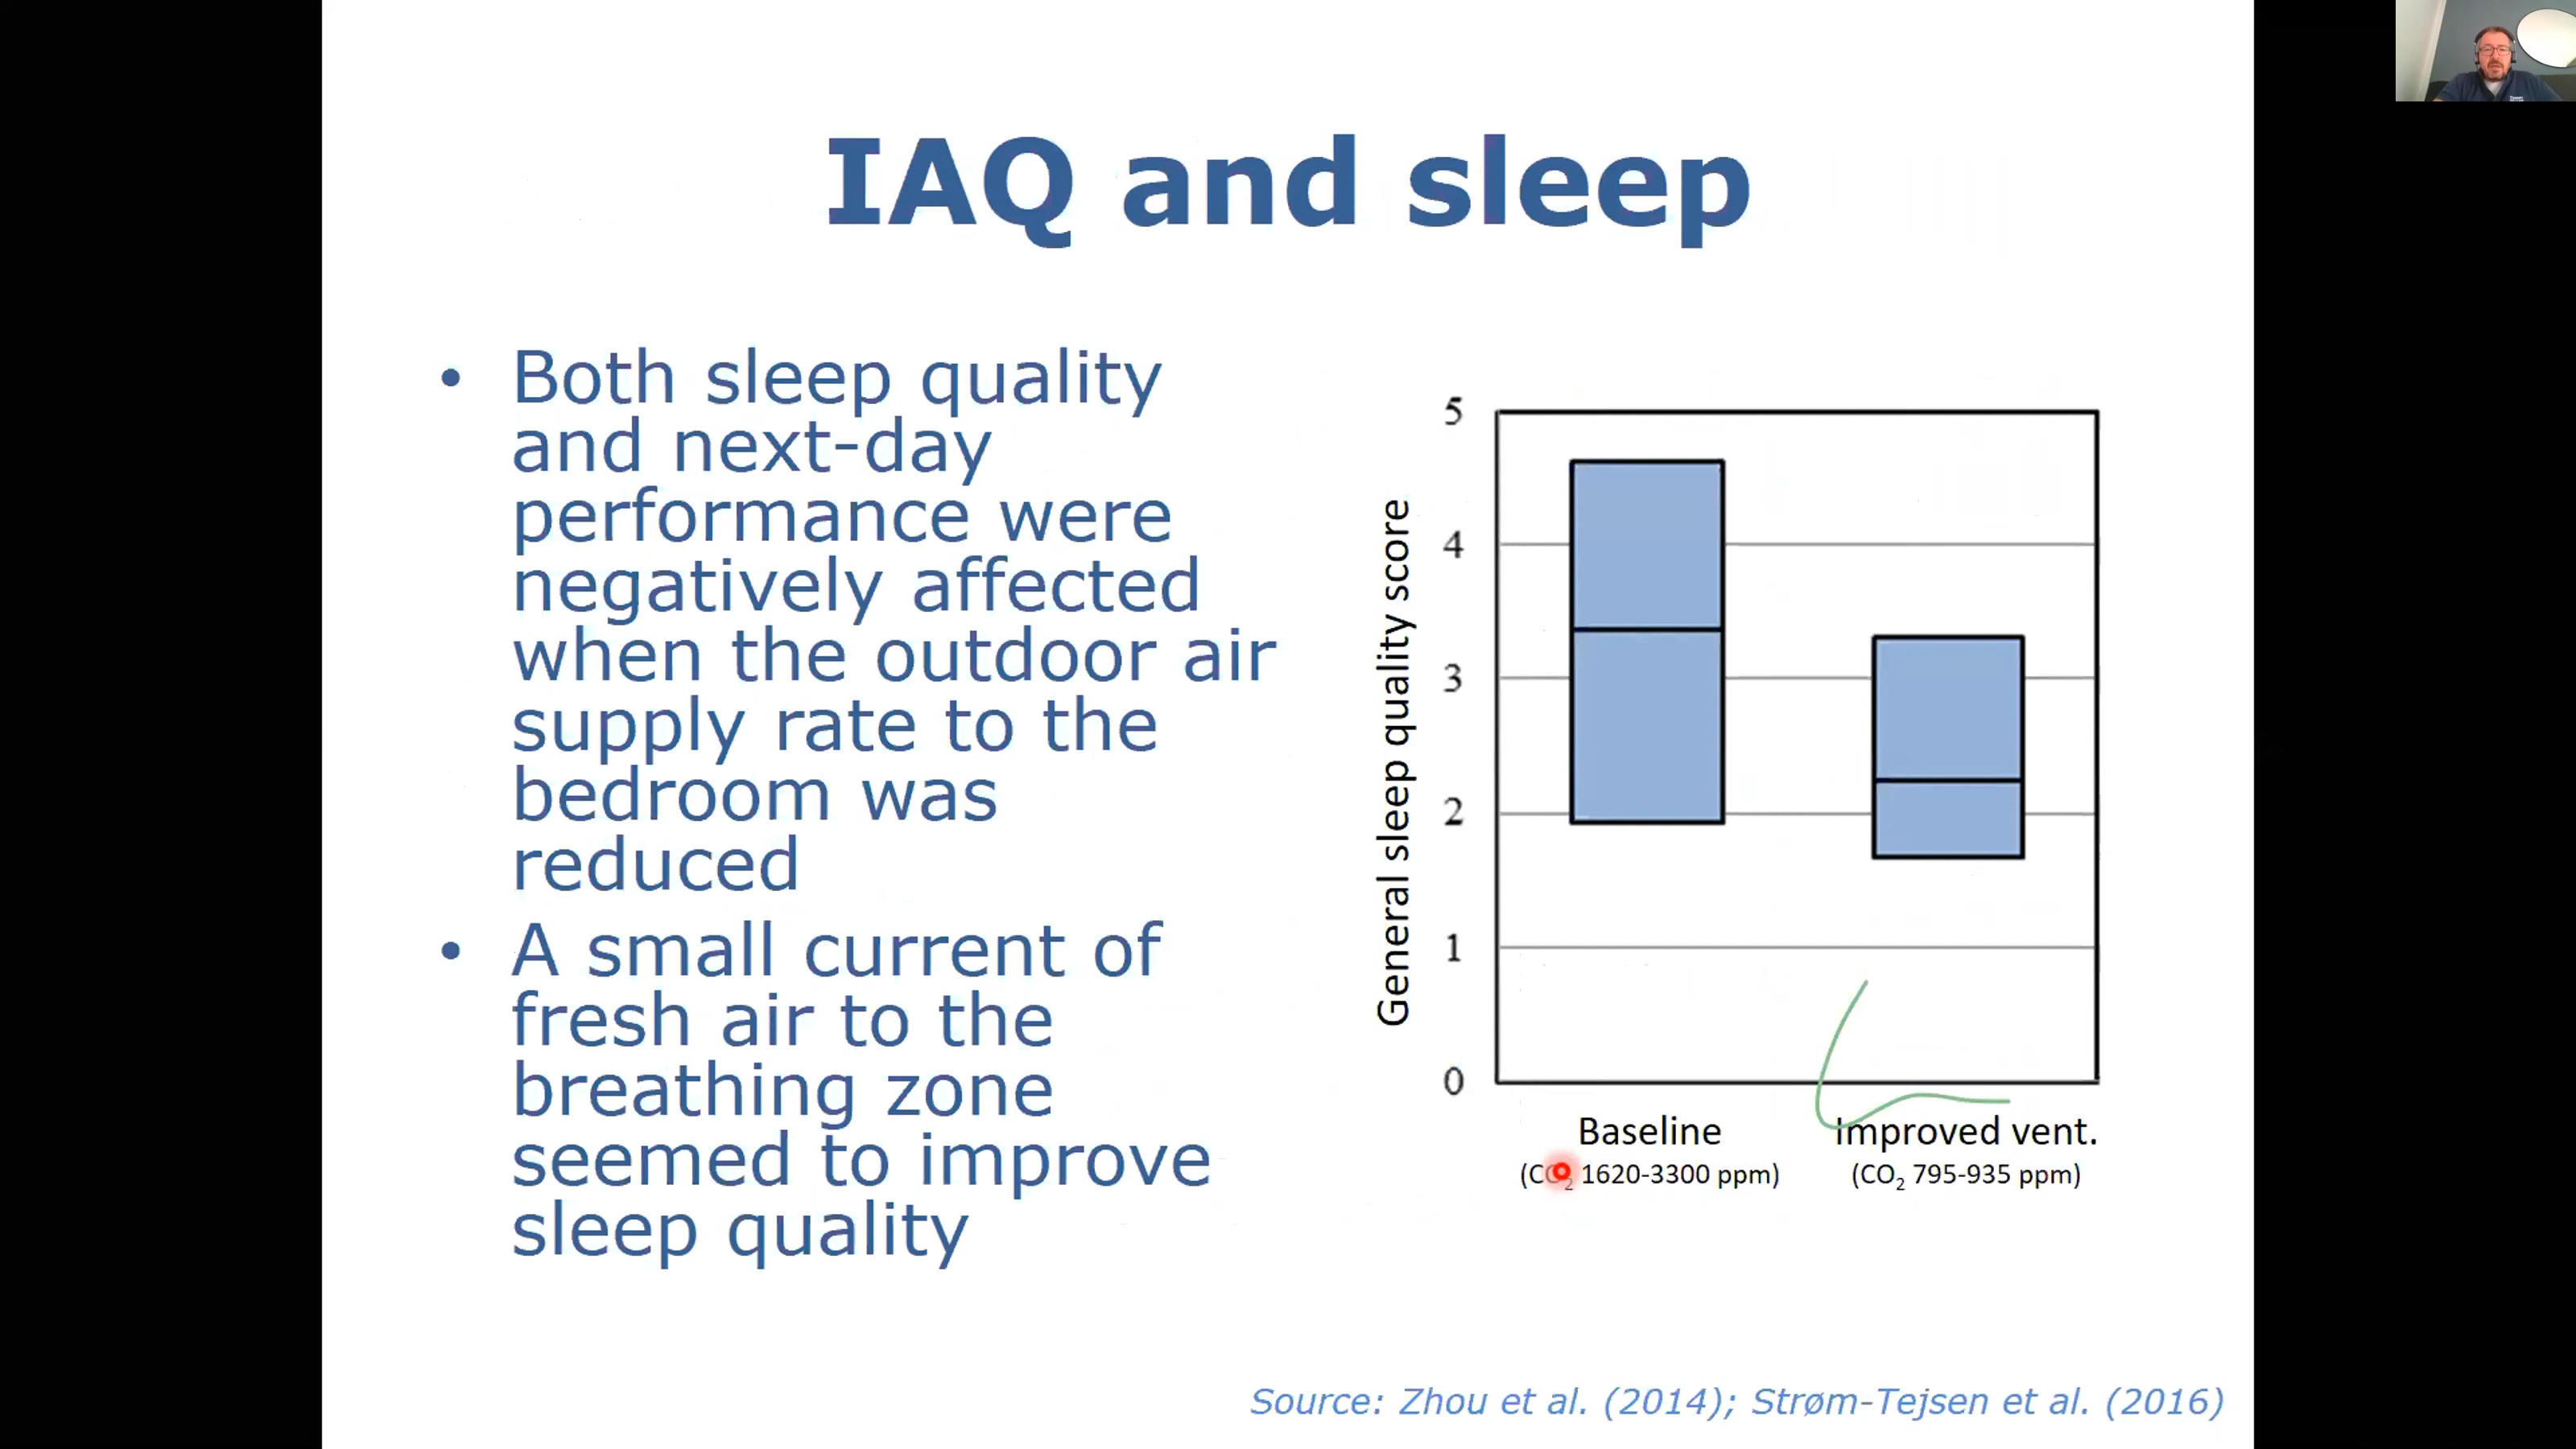 IAQ and sleep
• Both sleep quality
and next-day
performance were
negatively affected
when the outdoor air
supply rate to the
bedroom was
reduced
• A small current of
fresh air to the
breathing zone
seemed to improve
sleep quality
General sleep quality score
5
4
3
2
1
0
Baseline
(CO2 1620-3300 ppm)
Improved vent.
(CO2 795-935 ppm)
Source: Zhou et al. (2014); Strøm-Tejsen et al. (2016)